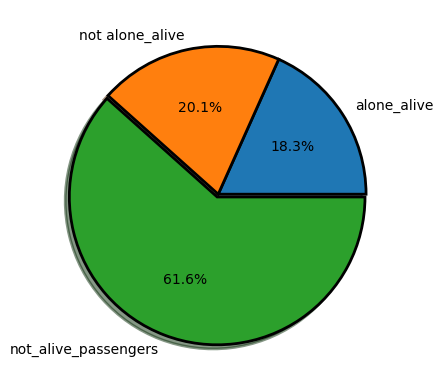 not alone_alive
alone_alive
20.1%
18.3%
61.6%
not_alive_passengers